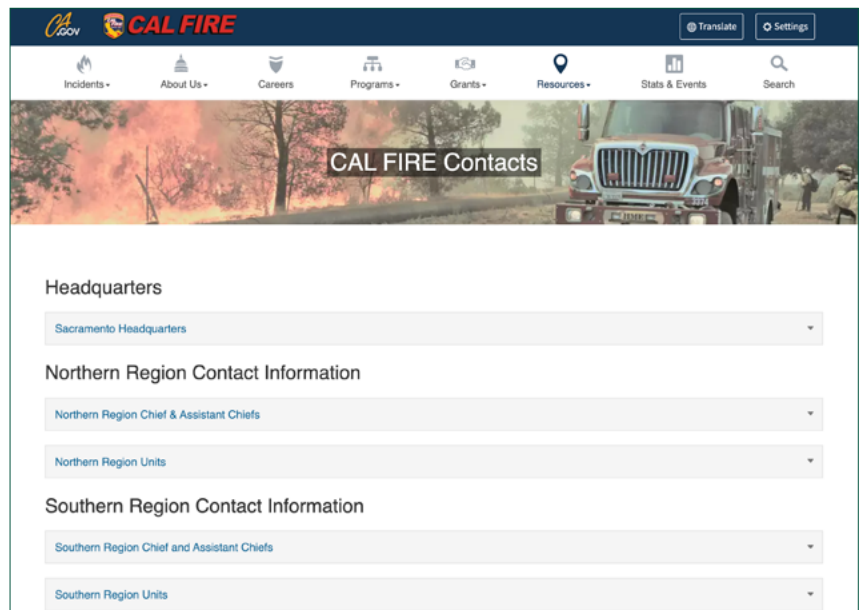 CA.GOV CAL FIRE Translate Settings
Incidents About Us Careers Programs Grants Resources Stats & Events Search
CAL FIRE Contacts
3774
Headquarters
Sacramento Headquarters
Northern Region Contact Information
Northern Region Chief & Assistant Chiefs
Northern Region Units
Southern Region Contact Information
Southern Region Chief and Assistant Chiefs
Southern Region Units